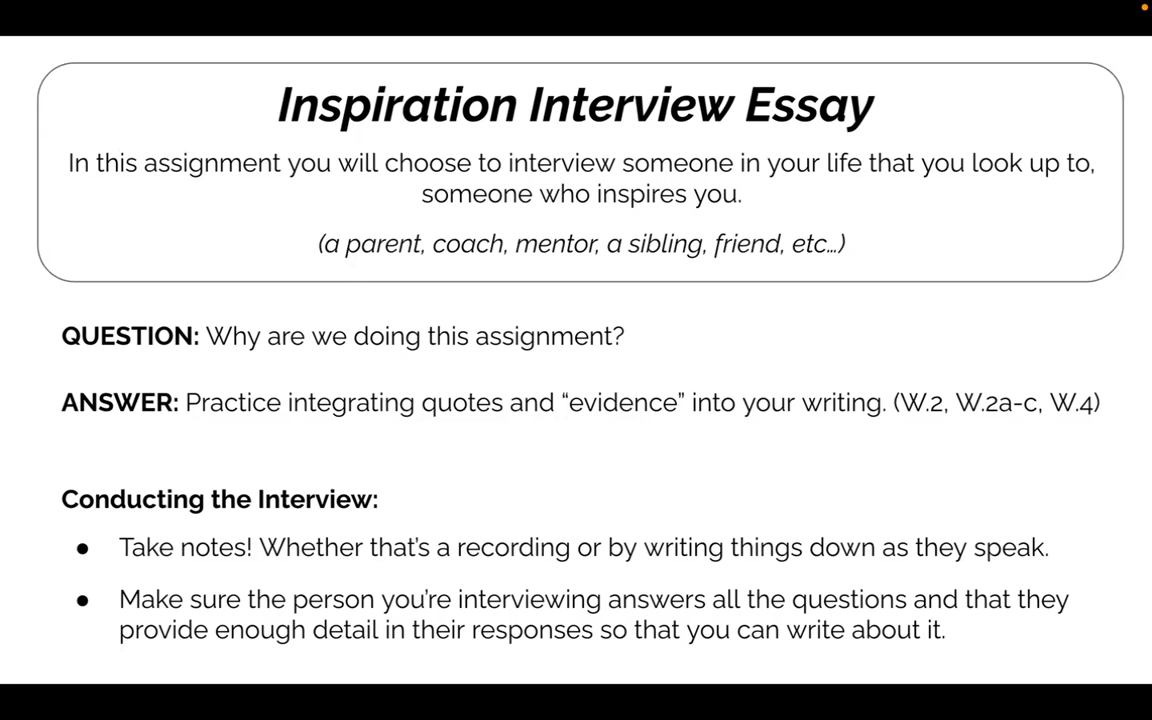 Inspiration Interview Essay
In this assignment you will choose to interview someone in your life that you look up to,
someone who inspires you.
(a parent, coach, mentor, a sibling, friend, etc...)
QUESTION: Why are we doing this assignment?
ANSWER: Practice integrating quotes and “evidence” into your writing. (W.2, W.2a-c, W.4)
Conducting the Interview:
● Take notes! Whether that’s a recording or by writing things down as they speak.
● Make sure the person you’re interviewing answers all the questions and that they
provide enough detail in their responses so that you can write about it.